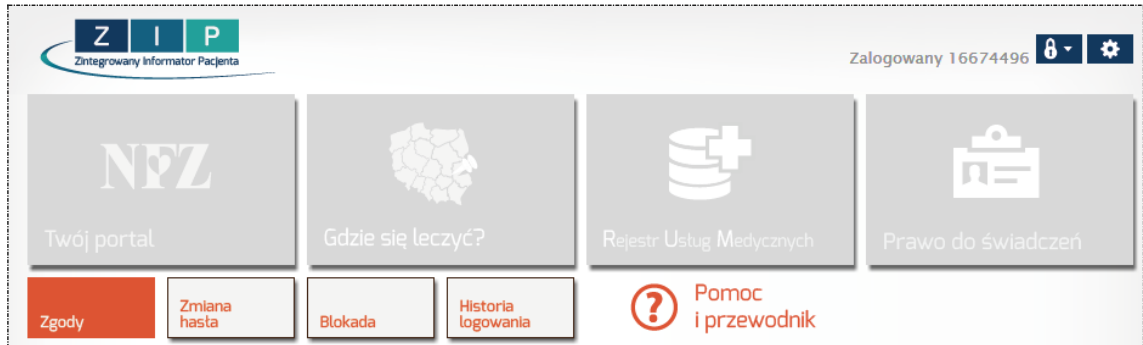 Z I P
Zintegrowany Informator Pacjenta
Zalogowany 16674496
NFZ
Twój portal
Gdzie się leczyć?
Rejestr Usług Medycznych
Prawo do świadczeń
Zgody
Zmiana
hasła
Blokada
Historia
logowania
?
Pomoc
i przewodnik